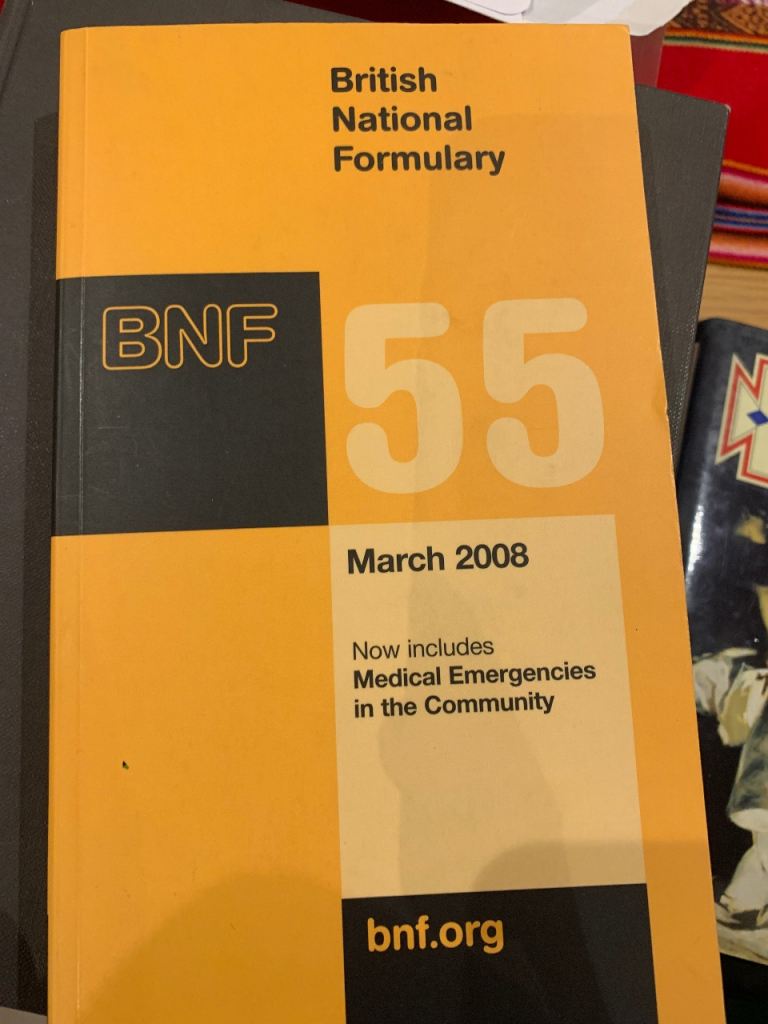 British
National
Formulary
BNF
55
March 2008
Now includes
Medical Emergencies
in the Community
bnf.org